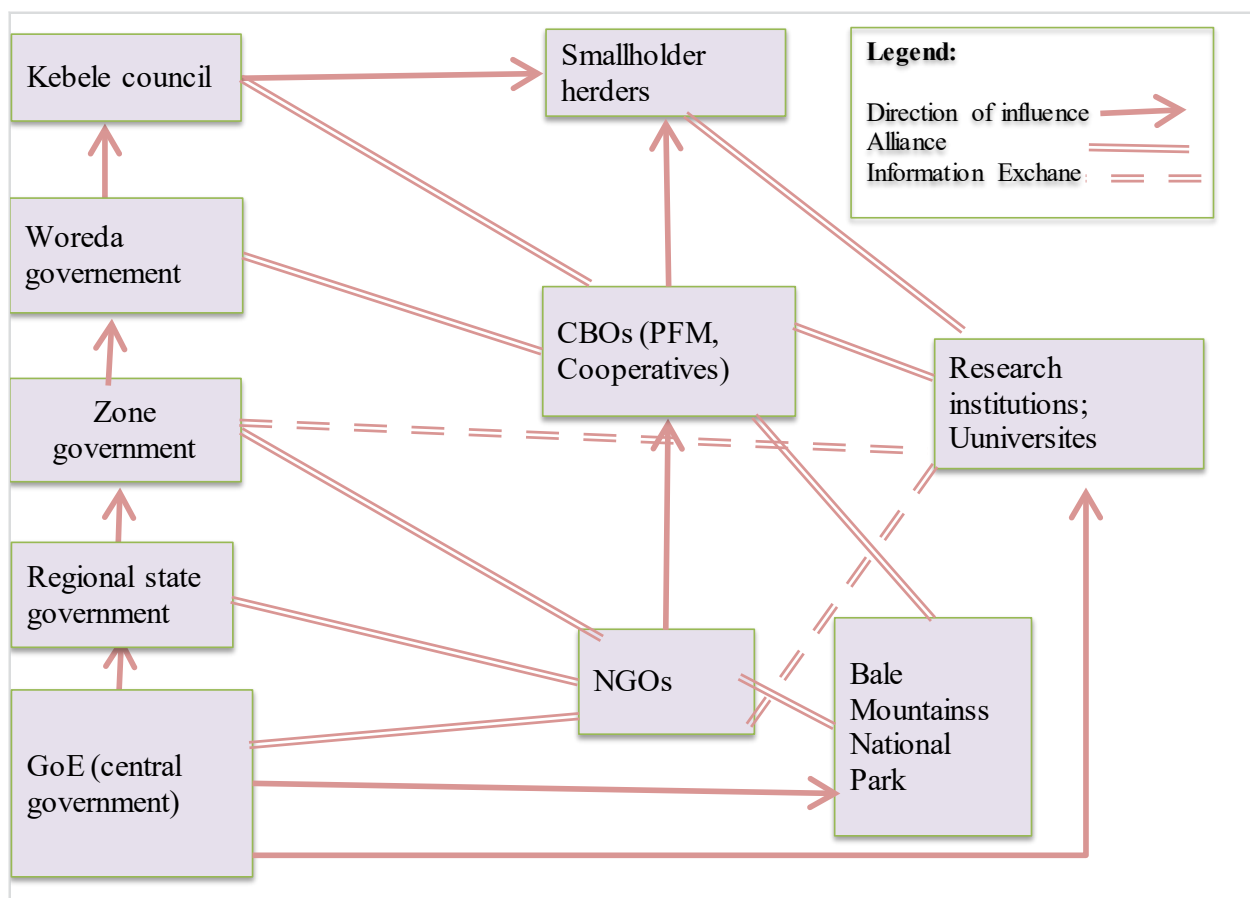 Kebele council
Smallholder
herders
Legend:
Direction of influence
Alliance
Information Exchane
Woreda
governement
CBOs (PFM,
Cooperatives)
Research
institutions;
Uuniversites
Zone
government
Regional state
government
NGOs
Bale
Mountainss
National
Park
GoE (central
government)